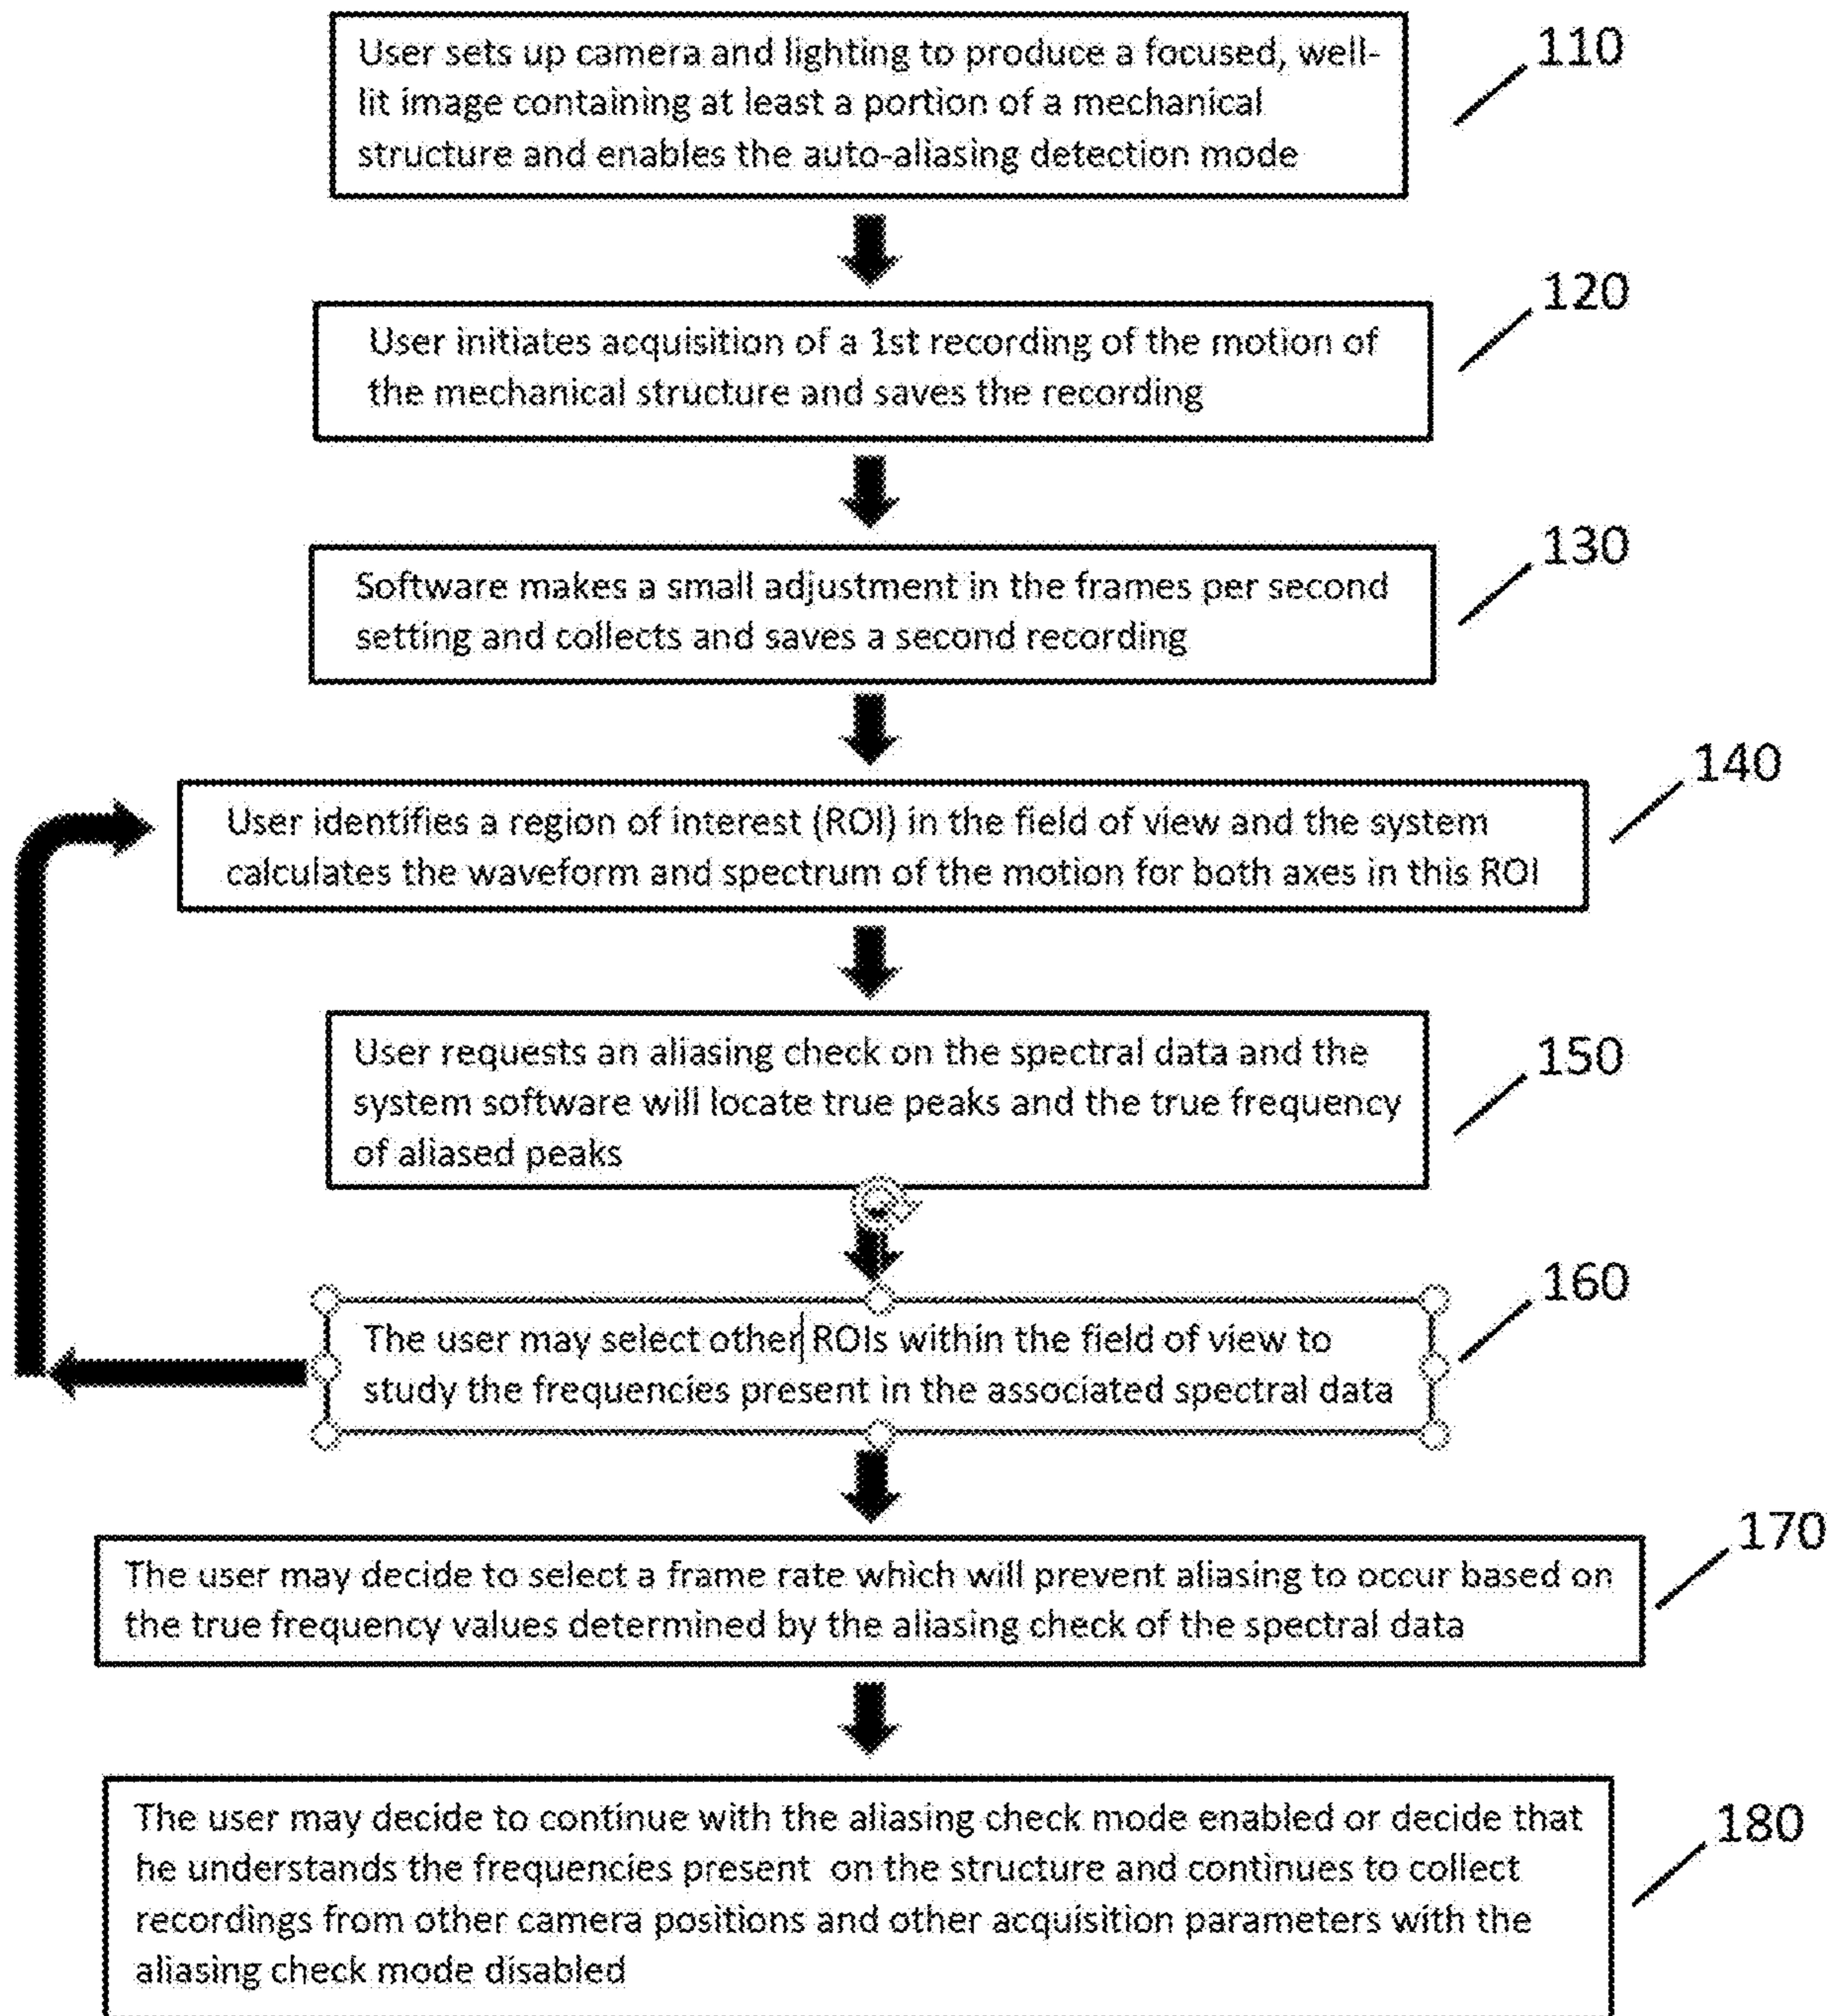 User sets up camera and lighting to produce a focused, well-
lit image containing at least a portion of a mechanical
structure and enables the auto-aliasing detection mode
110
User initiates acquisition of a 1st recording of the motion of
the mechanical structure and saves the recording
120
Software makes a small adjustment in the frames per second
setting and collects and saves a second recording
130
User identifies a region of interest (ROI) in the field of view and the system
calculates the waveform and spectrum of the motion for both axes in this ROI
140
User requests an aliasing check on the spectral data and the
system software will locate true peaks and the true frequency
of aliased peaks
150
The user may select other ROIs within the field of view to
study the frequencies present in the associated spectral data
160
The user may decide to select a frame rate which will prevent aliasing to occur based on
the true frequency values determined by the aliasing check of the spectral data
170
The user may decide to continue with the aliasing check mode enabled or decide that
he understands the frequencies present on the structure and continues to collect
recordings from other camera positions and other acquisition parameters with the
aliasing check mode disabled
180